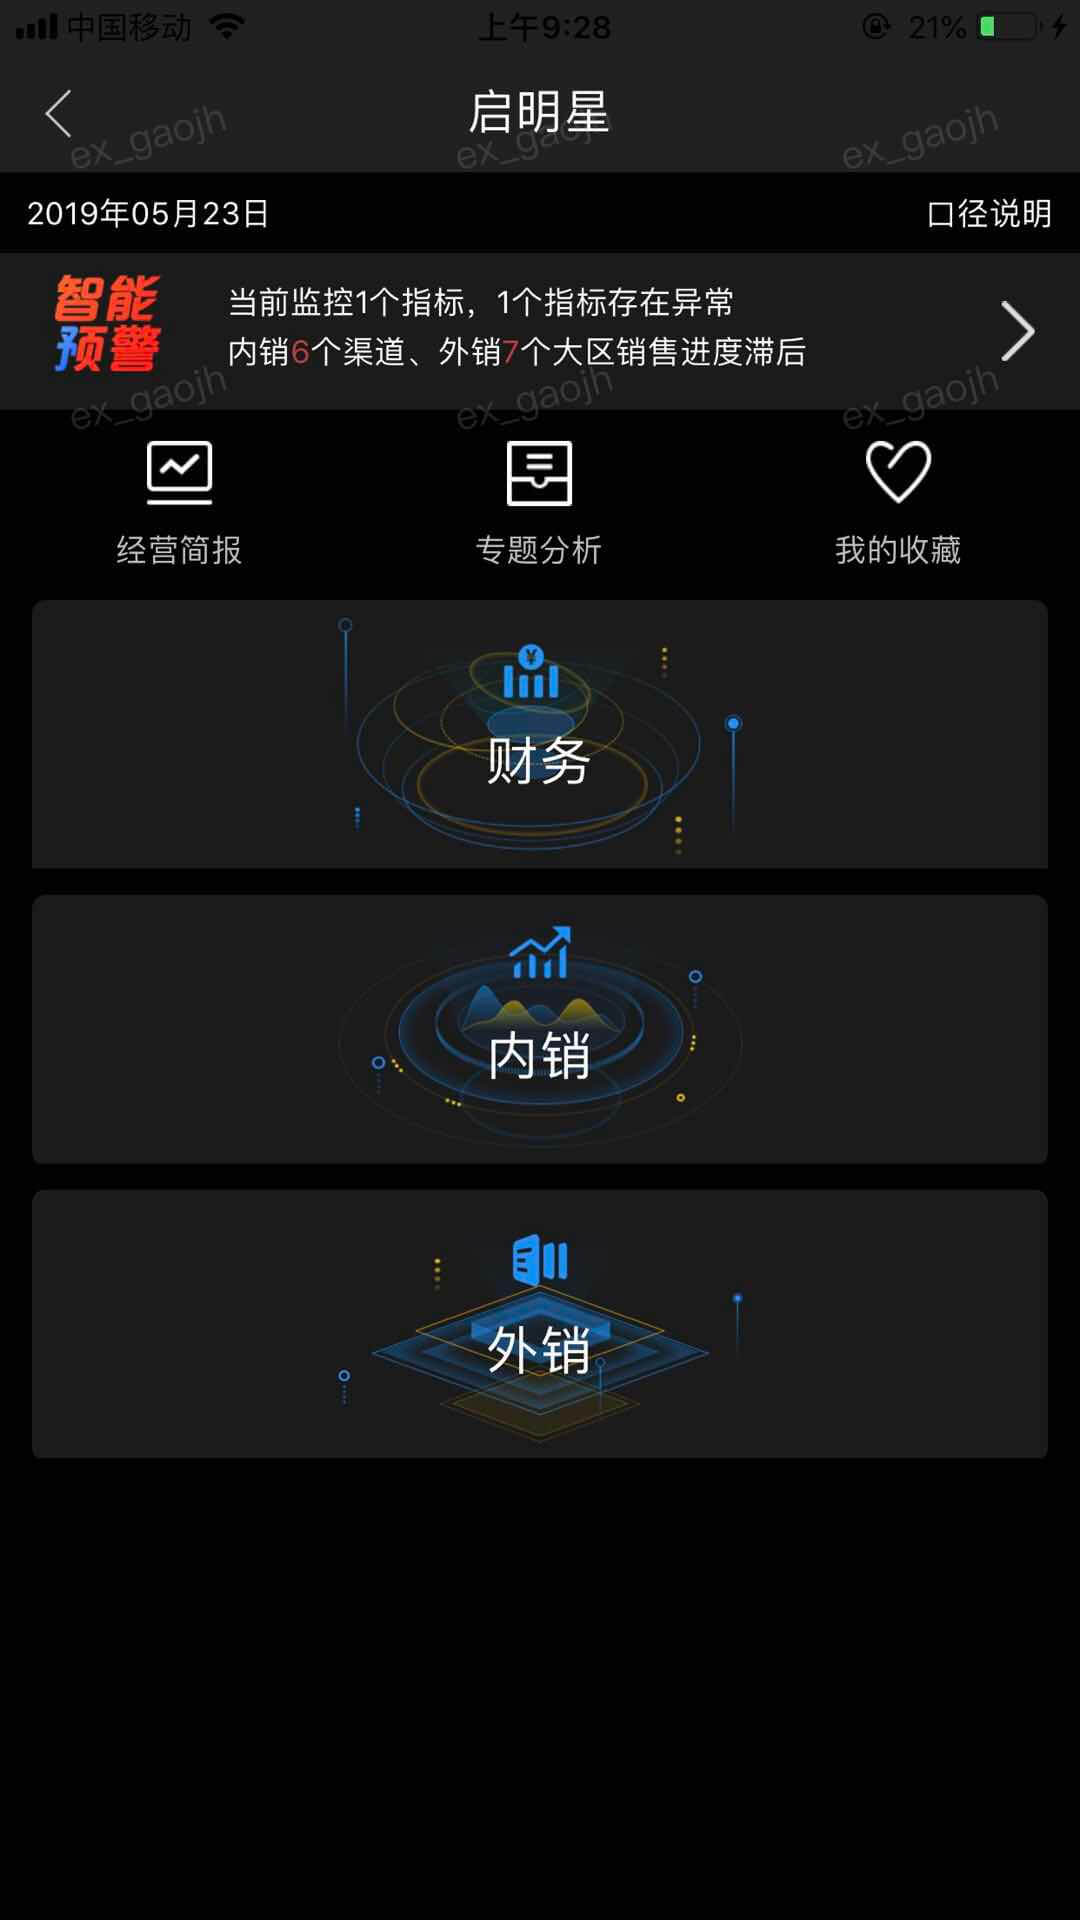 中国移动 上午9:28 21%
启明星
ex_gaojh ex_gaojh ex_gaojh
2019年05月23日 口径说明
智能
预警
当前监控1个指标，1个指标存在异常
内销6个渠道、外销7个大区销售进度滞后
ex_gaojh ex_gaojh ex_gaojh
经营简报 专题分析 我的收藏
财务
内销
外销